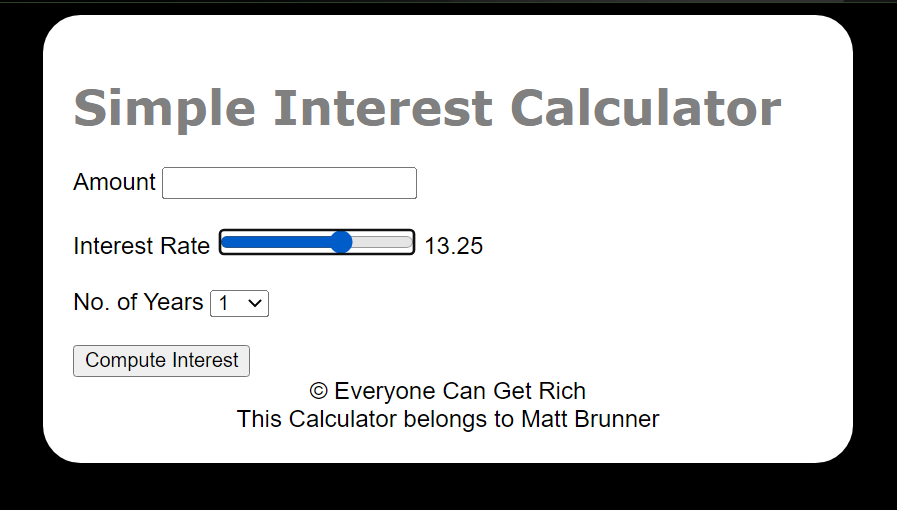 Simple Interest Calculator
Amount
Interest Rate 13.25
No. of Years 1
Compute Interest
© Everyone Can Get Rich
This Calculator belongs to Matt Brunner